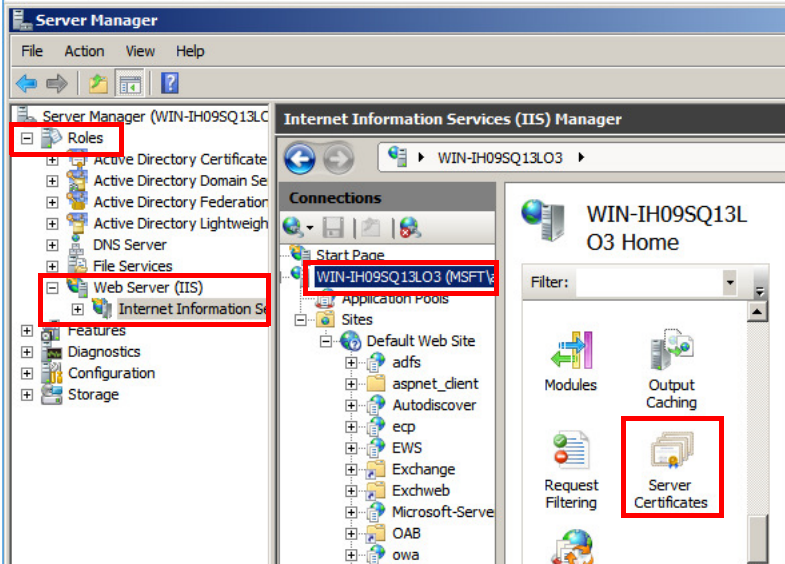 Server Manager
File Action View Help
Server Manager (WIN-IH09SQ13LO
Roles
Active Directory Certificate
Active Directory Domain Se
Active Directory Federation
Active Directory Lightweigh
DNS Server
File Services
Web Server (IIS)
Internet Information Se
Features
Diagnostics
Configuration
Storage
Internet Information Services (IIS) Manager
WIN-IH09SQ13LO3
Connections
Start Page
WIN-IH09SQ13LO3 (MSFT\a
Application Pools
Sites
Default Web Site
adfs
aspnet_client
Autodiscover
ecp
EWS
Exchange
Exchweb
Microsoft-Serve
OAB
owa
WIN-IH09SQ13L
O3 Home
Filter:
Modules
Output
Caching
Request
Filtering
Server
Certificates